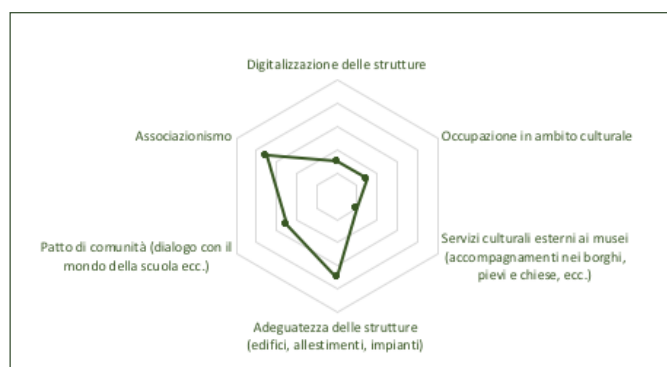 Digitalizzazione delle strutture
Associazionismo
Occupazione in ambito culturale
Patto di comunità (dialogo con il
mondo della scuola ecc.)
Servizi culturali esterni ai musei
(accompagnamenti nei borghi,
pievi e chiese, ecc.)
Adeguatezza delle strutture
(edifici, allestimenti, impianti)